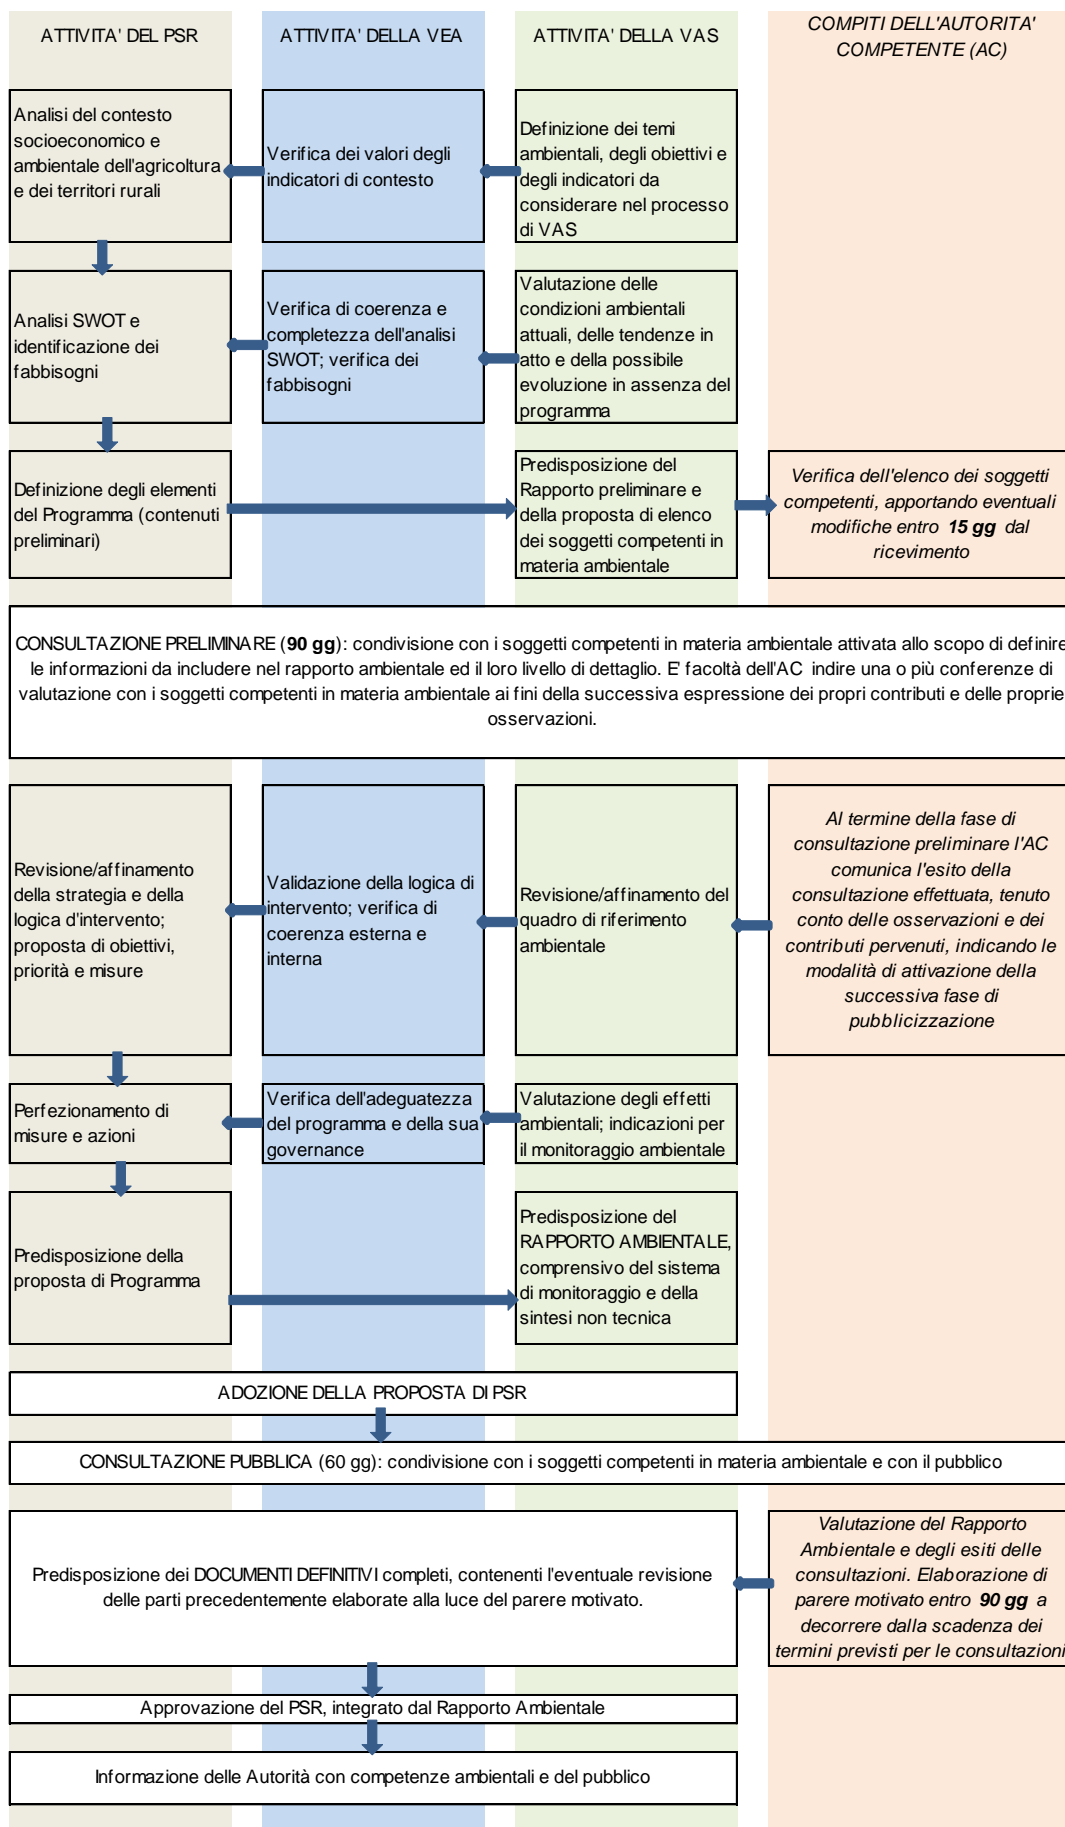 ATTIVITA' DEL PSR
ATTIVITA' DELLA VEA
ATTIVITA' DELLA VAS
COMPITI DELL'AUTORITA'
COMPETENTE (AC)
Analisi del contesto
socioeconomico e
ambientale dell'agricoltura
e dei territori rurali
Verifica dei valori degli
indicatori di contesto
Definizione dei temi
ambientali, degli obiettivi e
degli indicatori da
considerare nel processo
di VAS
Analisi SWOT e
identificazione dei
fabbisogni
Verifica di coerenza e
completezza dell'analisi
SWOT; verifica dei
fabbisogni
Valutazione delle
condizioni ambientali
attuali, delle tendenze in
atto e della possibile
evoluzione in assenza del
programma
Definizione degli elementi
del Programma (contenuti
preliminari)
Predisposizione del
Rapporto preliminare e
della proposta di elenco
dei soggetti competenti in
materia ambientale
Verifica dell'elenco dei soggetti
competenti, apportando eventuali
modifiche entro 15 gg dal
ricevimento
CONSULTAZIONE PRELIMINARE (90 gg): condivisione con i soggetti competenti in materia ambientale attivata allo scopo di definire
le informazioni da includere nel rapporto ambientale ed il loro livello di dettaglio. E' facoltà dell'AC indire una o più conferenze di
valutazione con i soggetti competenti in materia ambientale ai fini della successiva espressione dei propri contributi e delle proprie
osservazioni.
Revisione/affinamento
della strategia e della
logica d'intervento;
proposta di obiettivi,
priorità e misure
Validazione della logica di
intervento; verifica di
coerenza esterna e
interna
Revisione/affinamento del
quadro di riferimento
ambientale
Al termine della fase di
consultazione preliminare l'AC
comunica l'esito della
consultazione effettuata, tenuto
conto delle osservazioni e dei
contributi pervenuti, indicando le
modalità di attivazione della
successiva fase di
pubblicizzazione
Perfezionamento di
misure e azioni
Verifica dell'adeguatezza
del programma e della sua
governance
Valutazione degli effetti
ambientali; indicazioni per
il monitoraggio ambientale
Predisposizione della
proposta di Programma
Predisposizione del
RAPPORTO AMBIENTALE,
comprensivo del sistema
di monitoraggio e della
sintesi non tecnica
ADOZIONE DELLA PROPOSTA DI PSR
CONSULTAZIONE PUBBLICA (60 gg): condivisione con i soggetti competenti in materia ambientale e con il pubblico
Predisposizione dei DOCUMENTI DEFINITIVI completi, contenenti l'eventuale revisione
delle parti precedentemente elaborate alla luce del parere motivato.
Valutazione del Rapporto
Ambientale e degli esiti delle
consultazioni. Elaborazione di
parere motivato entro 90 gg a
decorrere dalla scadenza dei
termini previsti per le consultazioni
Approvazione del PSR, integrato dal Rapporto Ambientale
Informazione delle Autorità con competenze ambientali e del pubblico